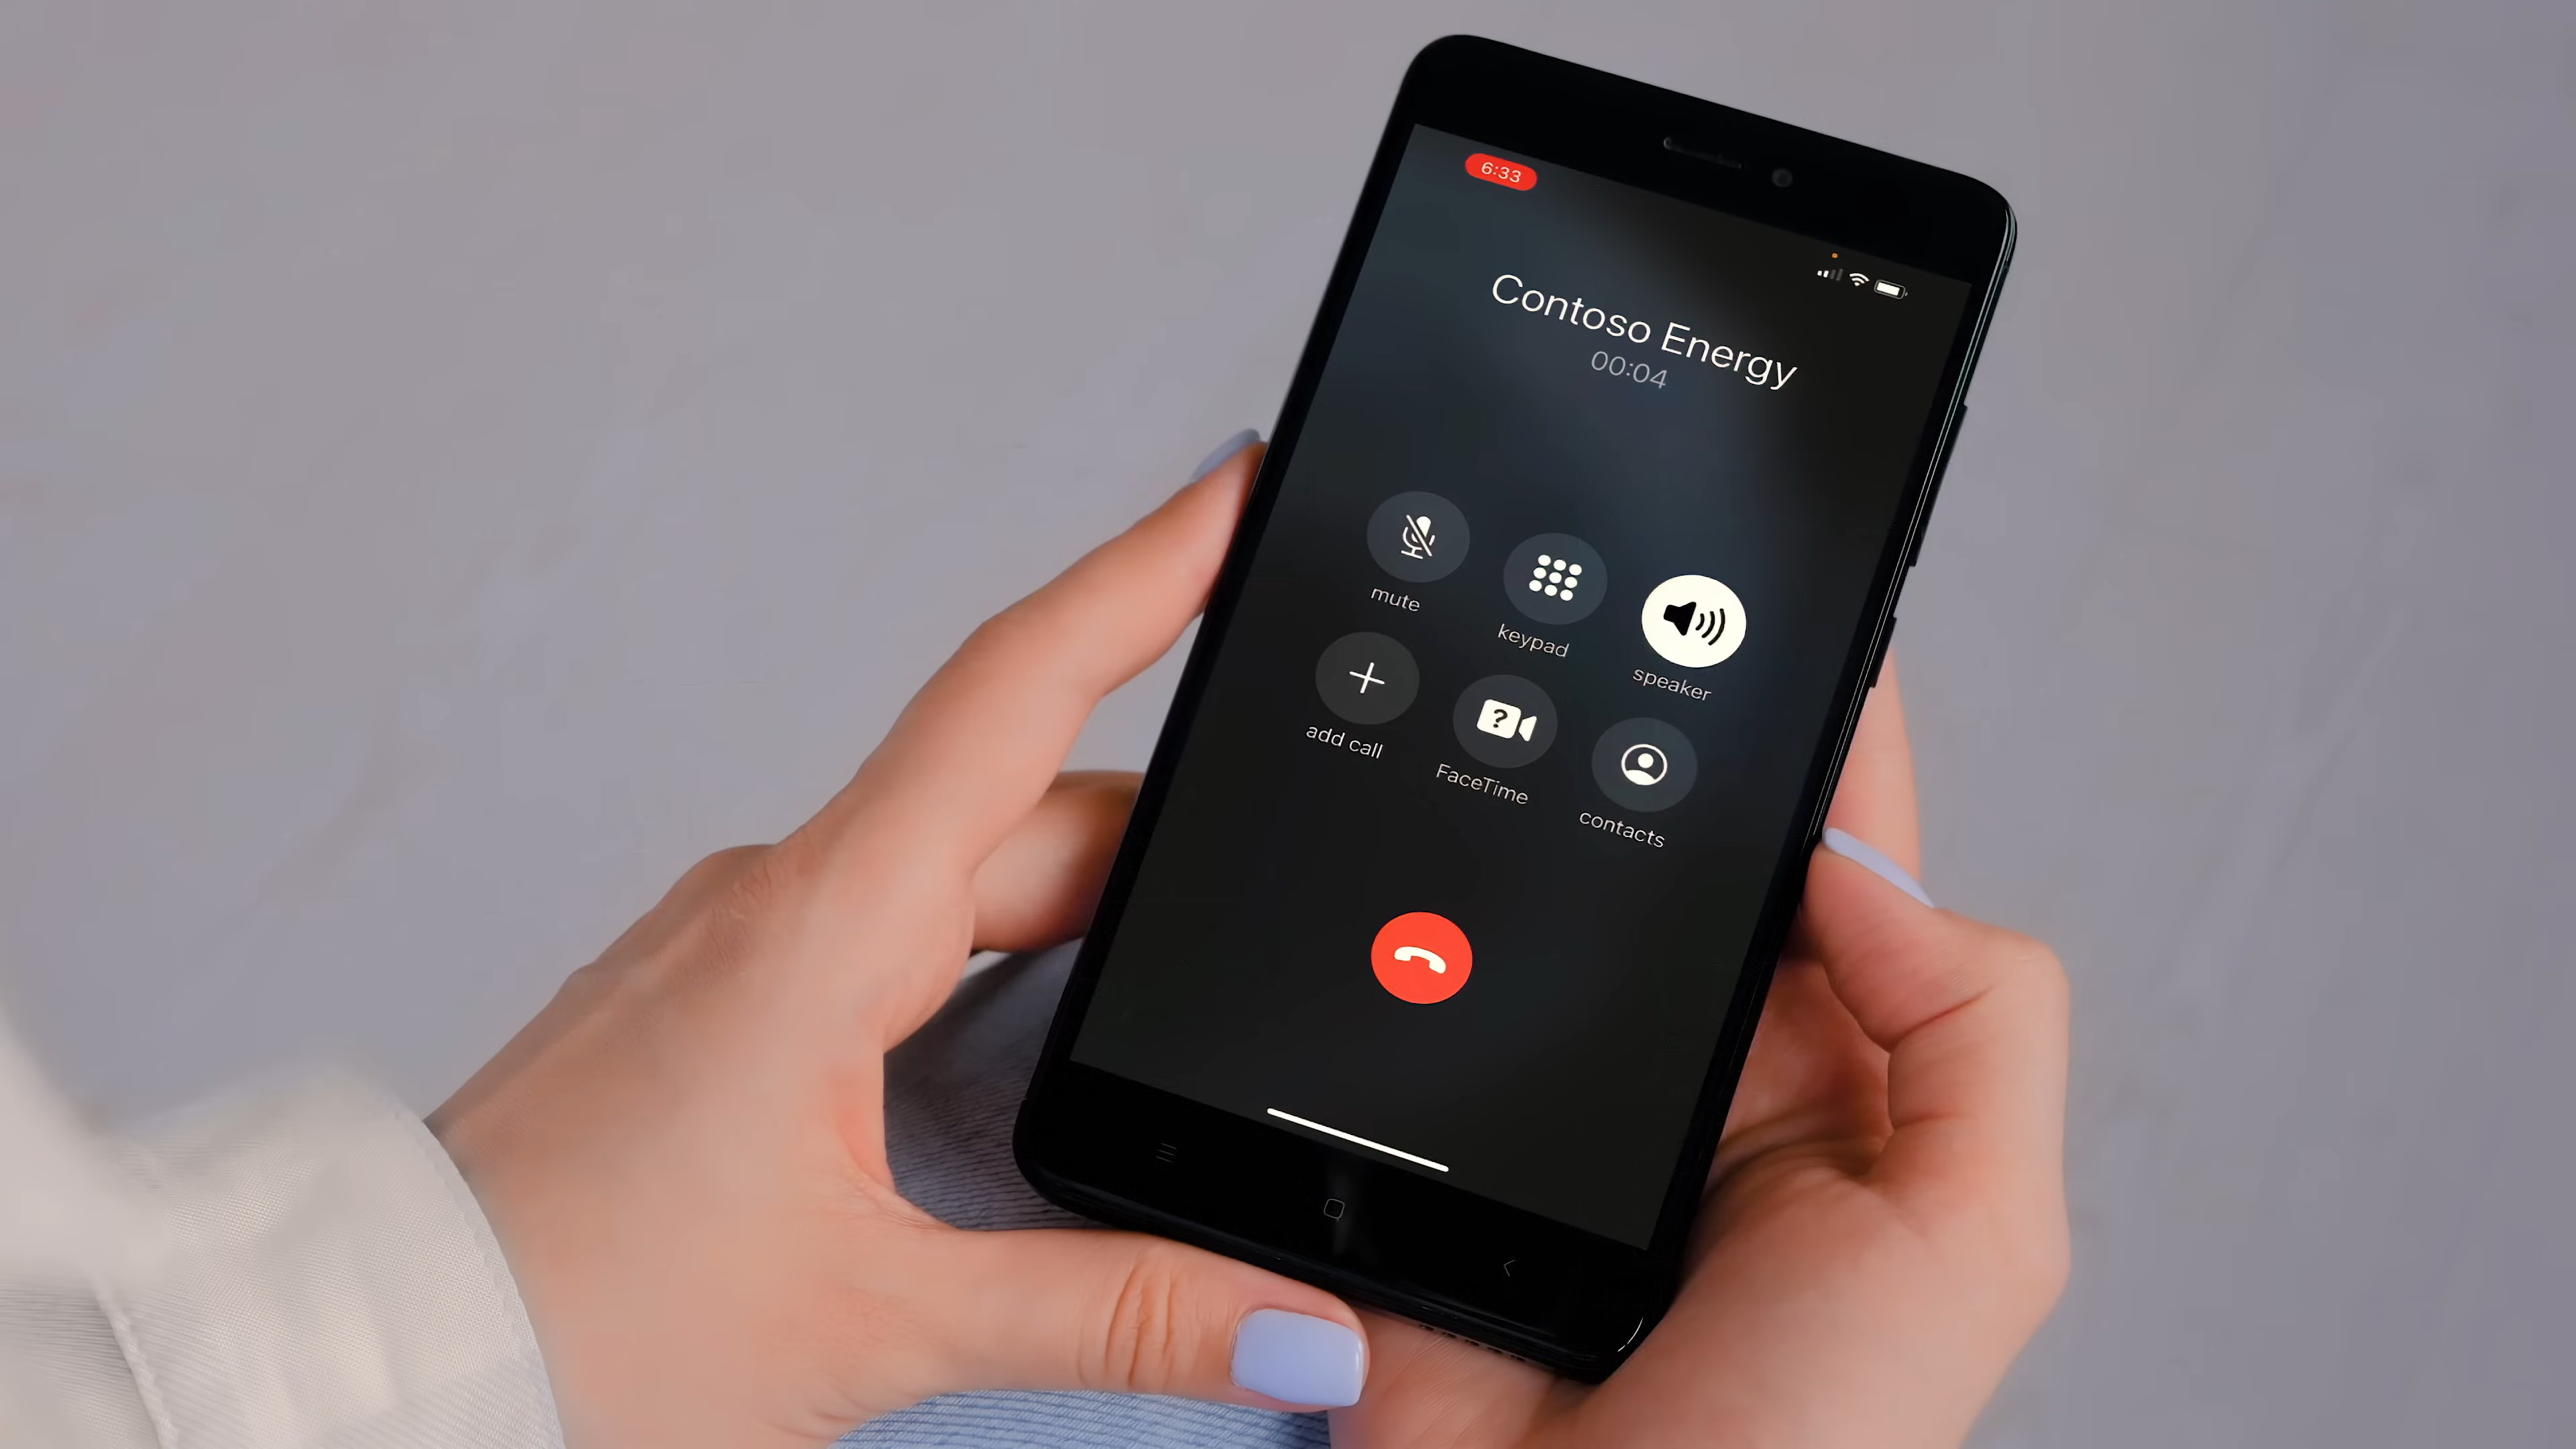 6:33
Contoso Energy
00:04
mute
keypad
speaker
add call
?
FaceTime
contacts